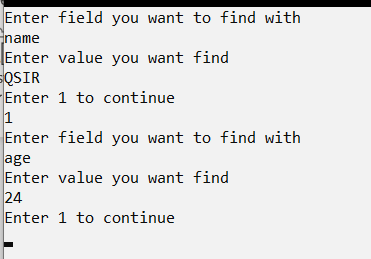 Enter field you want to find with
name
Enter value you want find
QSIR
Enter 1 to continue
1
Enter field you want to find with
age
Enter value you want find
24
Enter 1 to continue